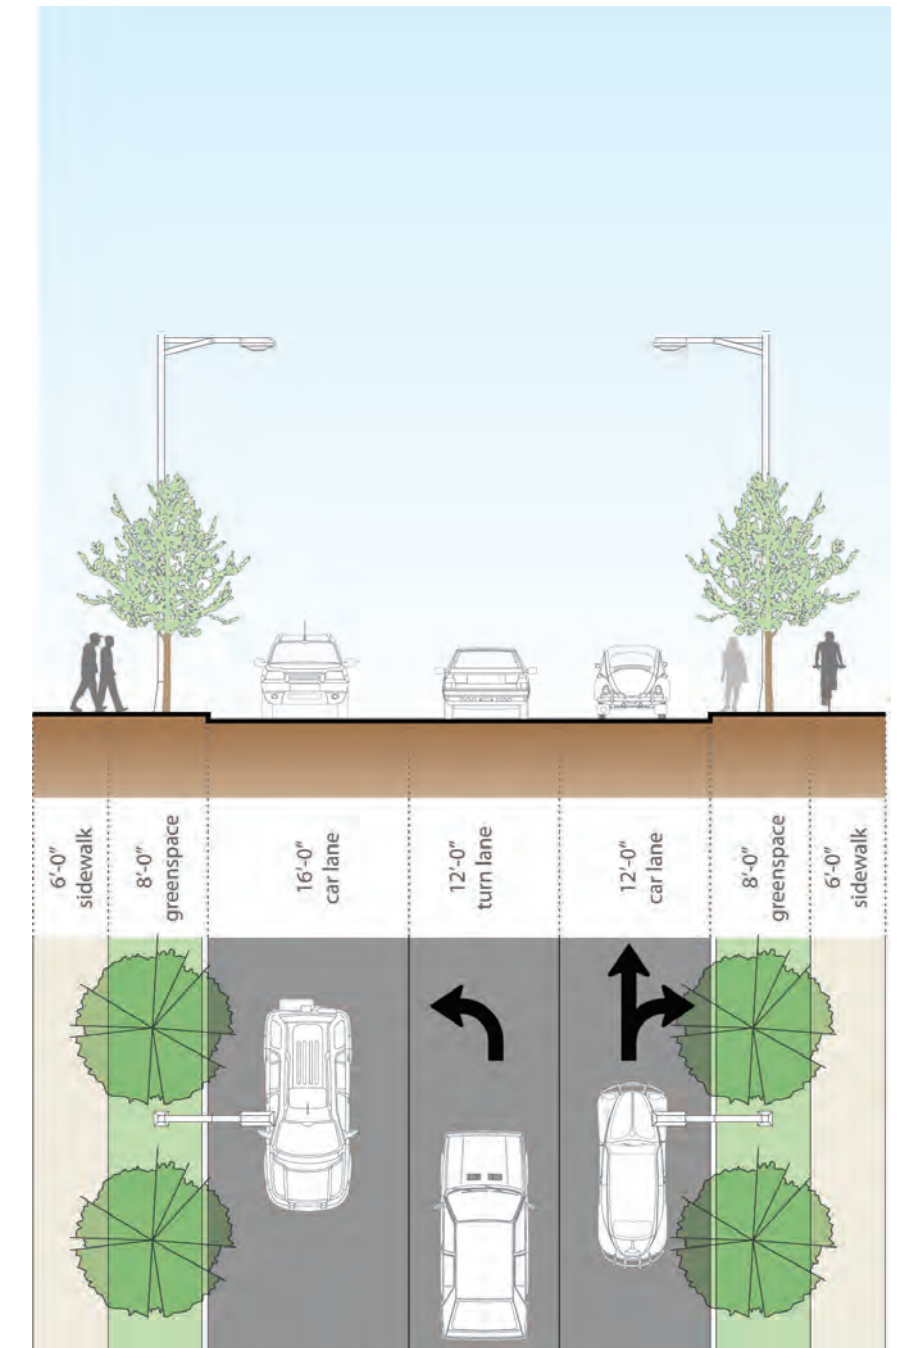 6'-0"
sidewalk
8'-0"
greenspace
16'-0"
car lane
12'-0"
turn lane
12'-0"
car lane
8'-0"
greenspace
6'-0"
sidewalk